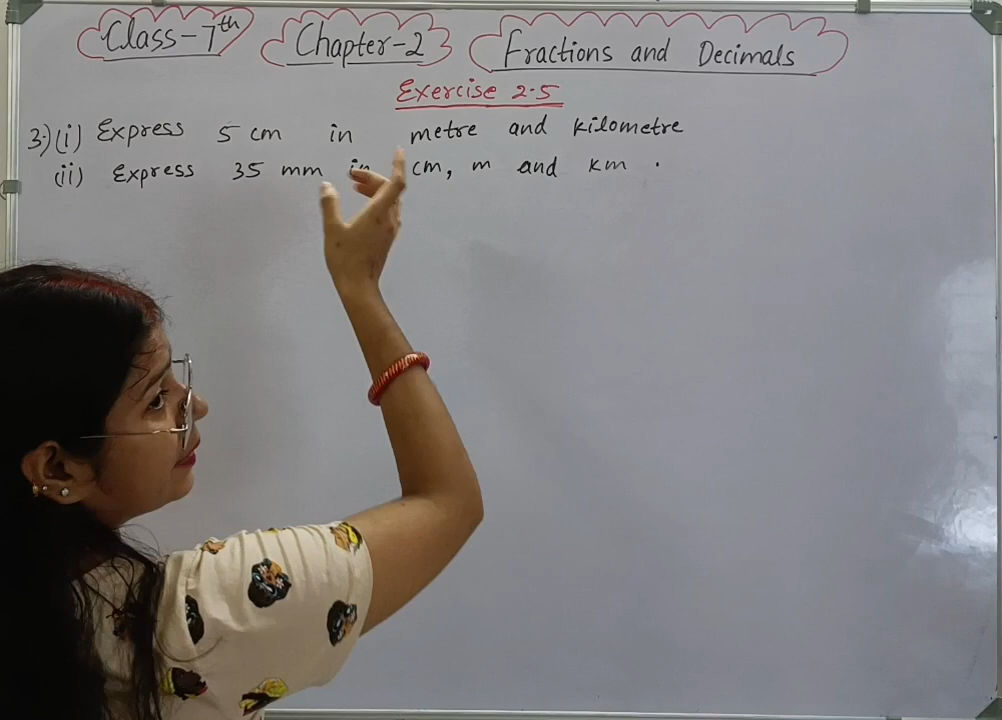 Class-7th Chapter-2 Fractions and Decimals
Exercise 2.5
3.)(i) Express 5 cm in metre and kilometre
(ii) Express 35 mm in cm, m and km .